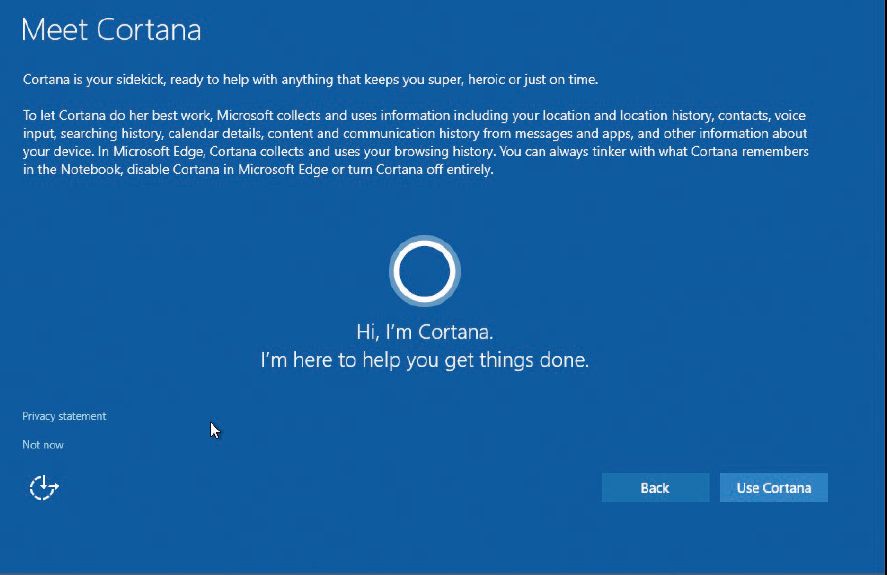 Meet Cortana
Cortana is your sidekick, ready to help with anything that keeps you super, heroic or just on time.
To let Cortana do her best work, Microsoft collects and uses information including your location and location history, contacts, voice
input, searching history, calendar details, content and communication history from messages and apps, and other information about
your device. In Microsoft Edge, Cortana collects and uses your browsing history. You can always tinker with what Cortana remembers
in the Notebook, disable Cortana in Microsoft Edge or turn Cortana off entirely.
Hi, I'm Cortana.
I'm here to help you get things done.
Privacy statement
Not now
Back
Use Cortana